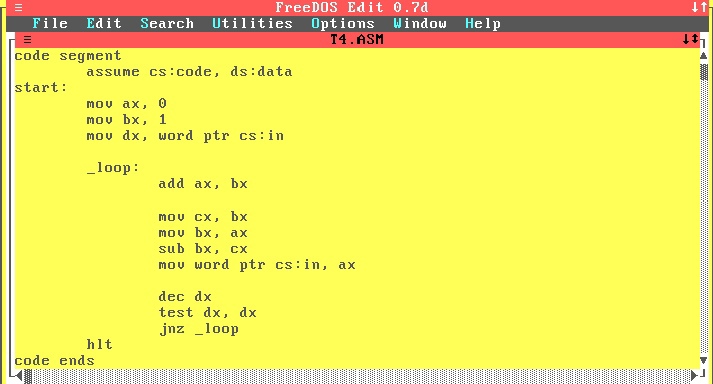 ≡ FreeDOS Edit 0.7d ↓↑
File Edit Search Utilities Options Window Help
≡ T4.ASM ↓↕
code segment
        assume cs:code, ds:data
start:
        mov ax, 0
        mov bx, 1
        mov dx, word ptr cs:in
        _loop:
                add ax, bx
                mov cx, bx
                mov bx, ax
                sub bx, cx
                mov word ptr cs:in, ax
                dec dx
                test dx, dx
                jnz _loop
        hlt
code ends